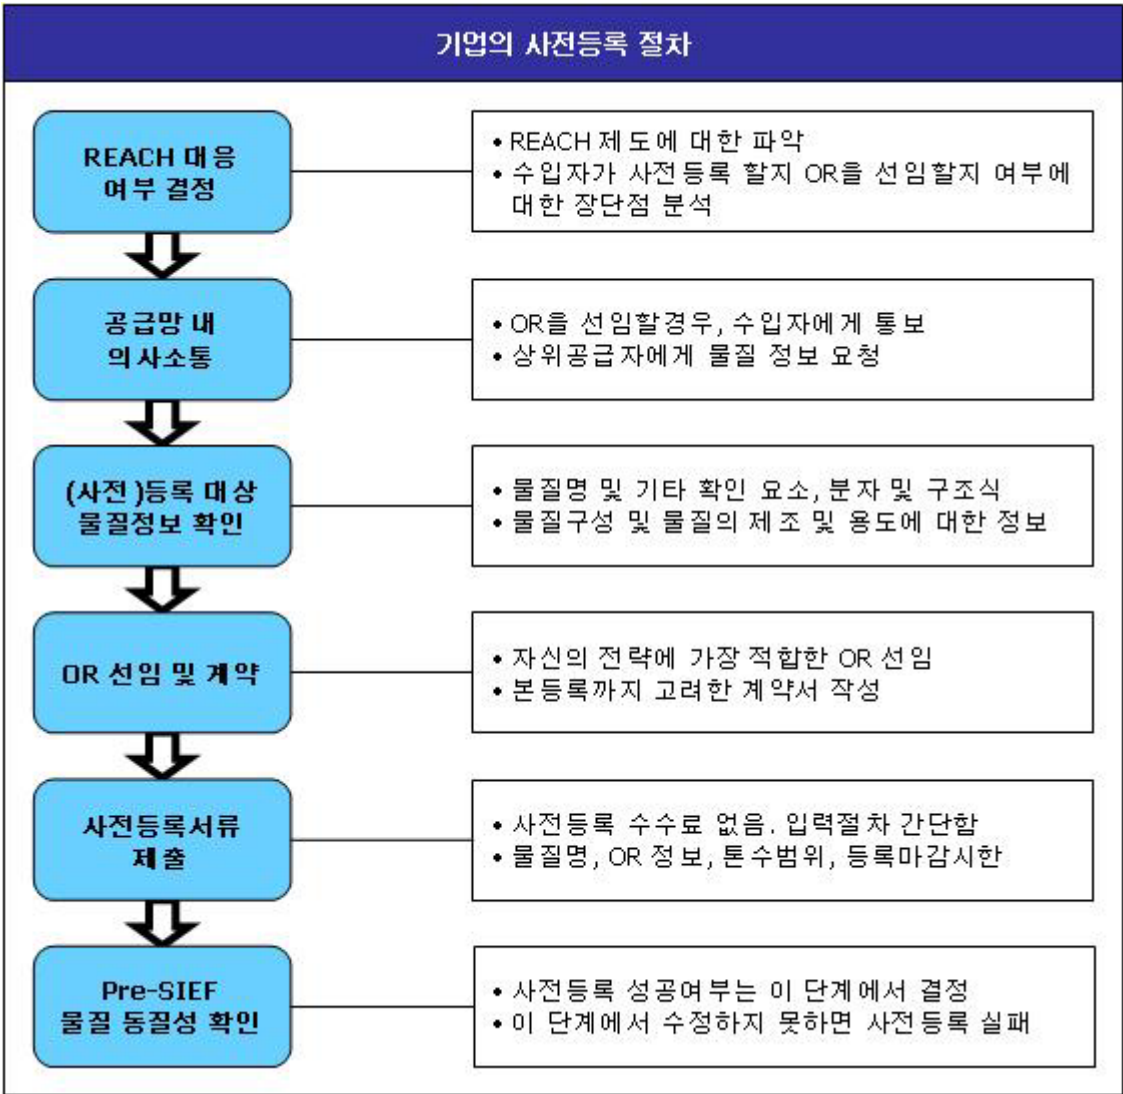 기업의 사전등록 절차
REACH 대응
여부 결정
• REACH 제도에 대한 파악
• 수입자가 사전등록 할지 OR을 선임할지 여부에
대한 장단점 분석
공급망 내
의사소통
• OR을 선임할경우, 수입자에게 통보
• 상위공급자에게 물질 정보 요청
(사전)등록 대상
물질정보 확인
• 물질명 및 기타 확인 요소, 분자 및 구조식
• 물질구성 및 물질의 제조 및 용도에 대한 정보
OR 선임 및 계약
• 자신의 전략에 가장 적합한 OR 선임
• 본등록까지 고려한 계약서 작성
사전등록서류
제출
• 사전등록 수수료 없음. 입력절차 간단함
• 물질명, OR 정보, 톤수범위, 등록마감시한
Pre-SIEF
물질 동질성 확인
• 사전등록 성공여부는 이 단계에서 결정
• 이 단계에서 수정하지 못하면 사전등록 실패